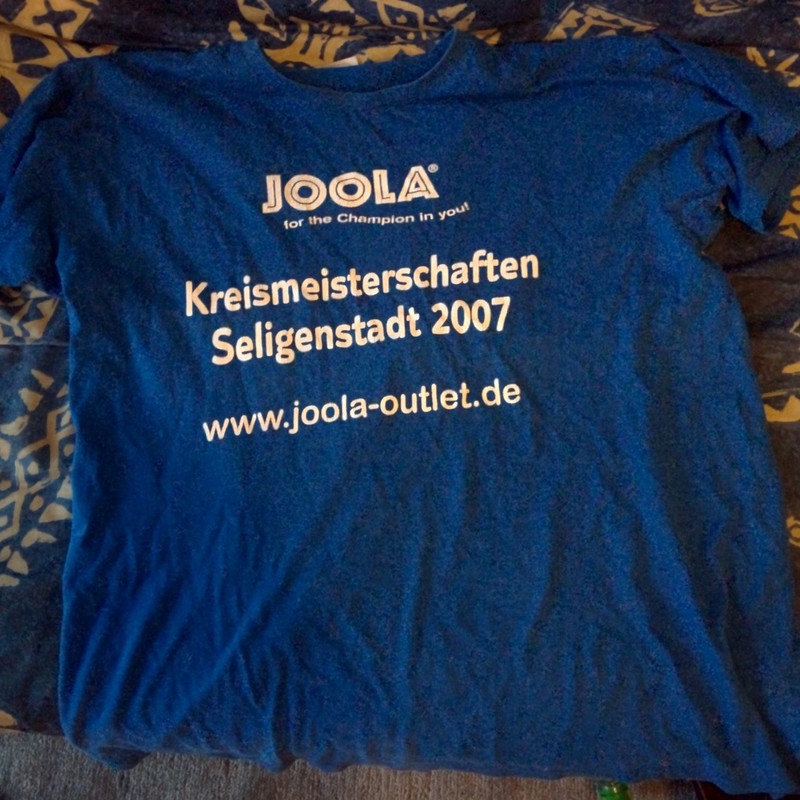 JOOLA®
for the Champion in you!
Kreismeisterschaften
Seligenstadt 2007
www.joola-outlet.de